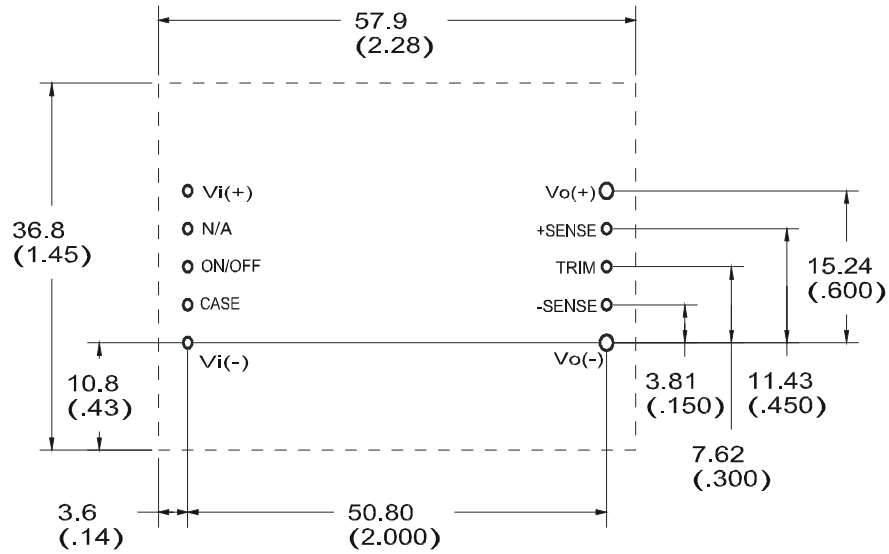 57.9
(2.28)
Vi(+)
Vo(+)
N/A
+SENSE
36.8
(1.45)
ON/OFF
TRIM
15.24
(.600)
CASE
-SENSE
Vi(-)
Vo(-)
10.8
(.43)
3.81
(.150)
11.43
(.450)
7.62
(.300)
3.6
(.14)
50.80
(2.000)